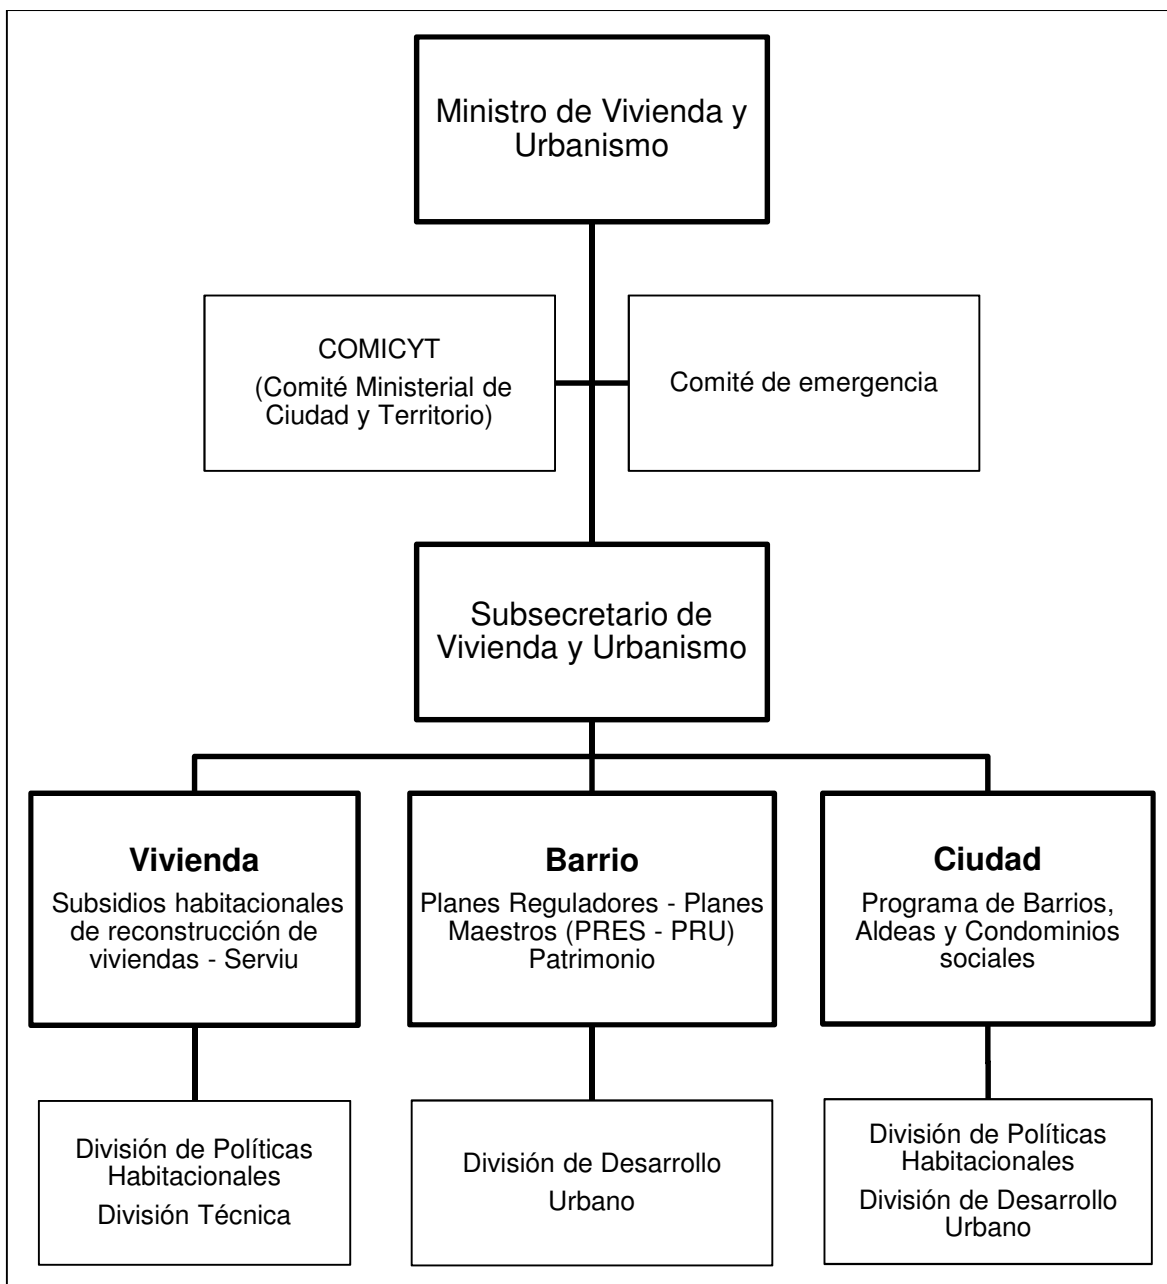 Ministro de Vivienda y
Urbanismo
COMICYT
(Comité Ministerial de
Ciudad y Territorio)
Comité de emergencia
Subsecretario de
Vivienda y Urbanismo
Vivienda
Subsidios habitacionales
de reconstrucción de
viviendas - Serviu
Barrio
Planes Reguladores - Planes
Maestros (PRES - PRU)
Patrimonio
Ciudad
Programa de Barrios,
Aldeas y Condominios
sociales
División de Políticas
Habitacionales
División Técnica
División de Desarrollo
Urbano
División de Políticas
Habitacionales
División de Desarrollo
Urbano